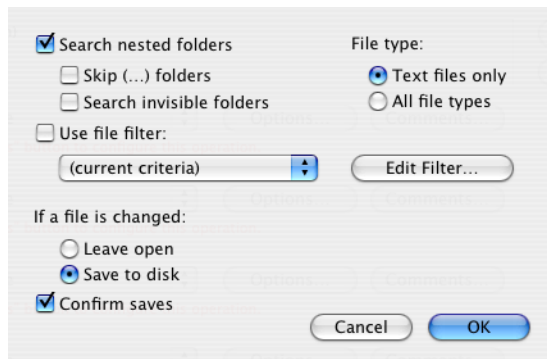 Search nested folders
File type:
Skip (...) folders
Text files only
Search invisible folders
All file types
Use file filter:
(current criteria)
Edit Filter...
If a file is changed:
Leave open
Save to disk
Confirm saves
Cancel
OK